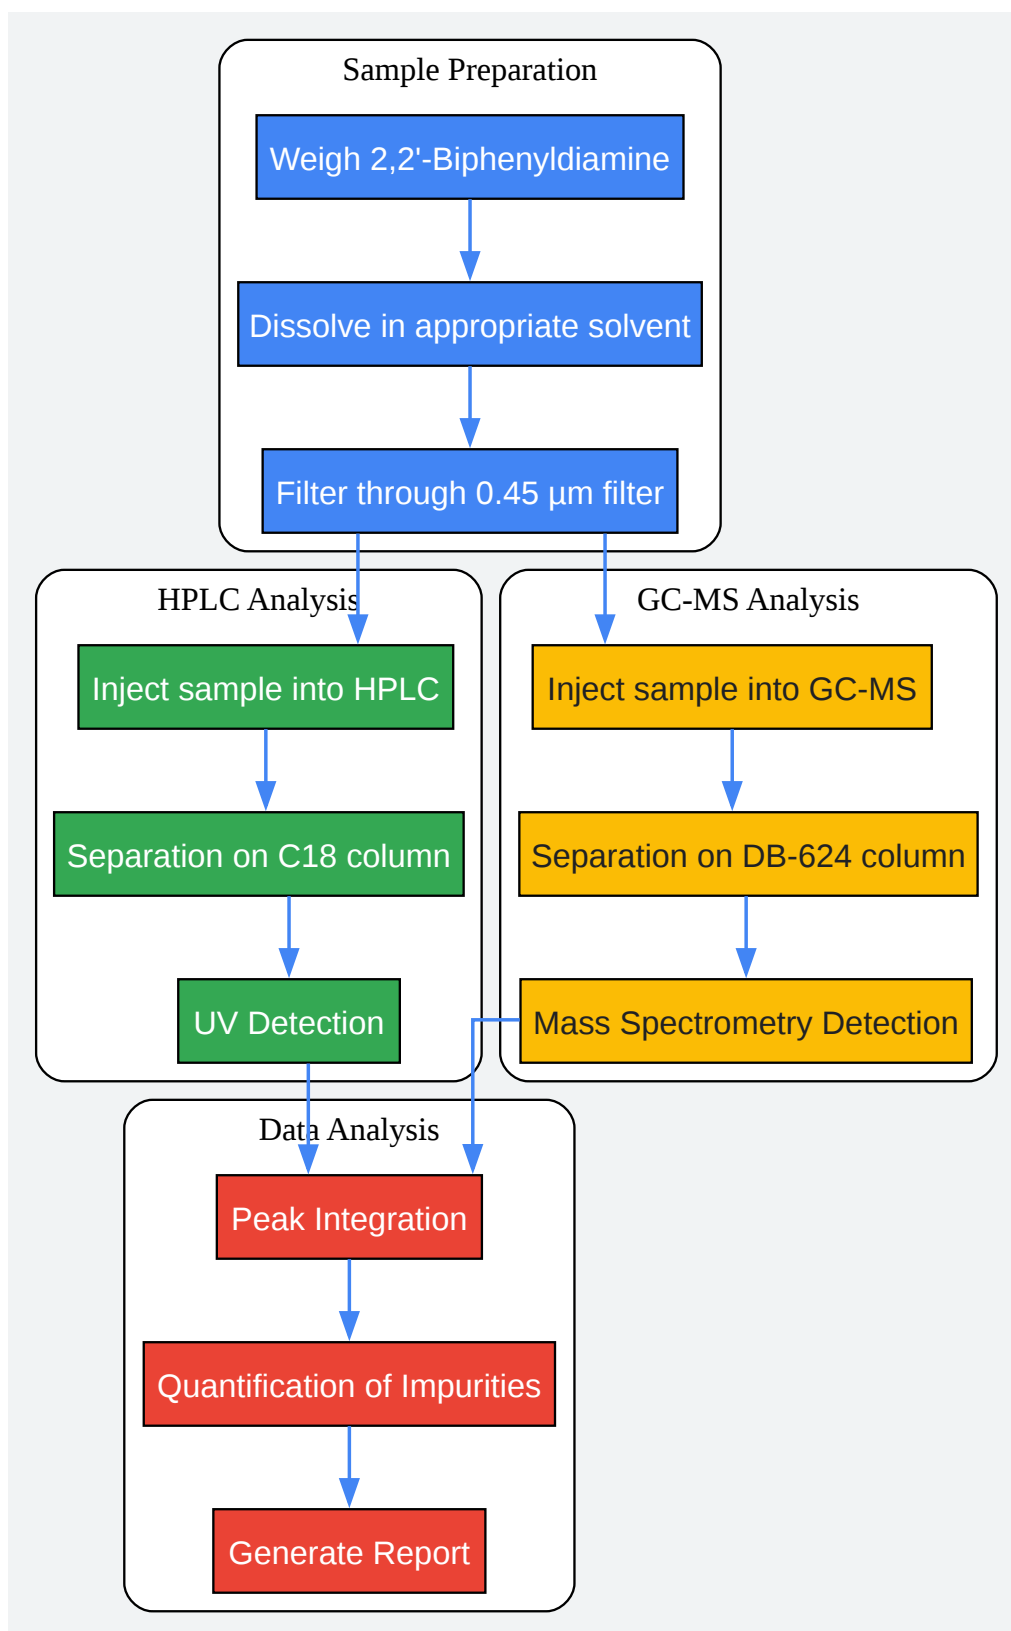 Sample Preparation
Weigh 2,2'-Biphenyldiamine
Dissolve in appropriate solvent
Filter through 0.45 µm filter
HPLC Analysis
Inject sample into HPLC
Separation on C18 column
UV Detection
GC-MS Analysis
Inject sample into GC-MS
Separation on DB-624 column
Mass Spectrometry Detection
Data Analysis
Peak Integration
Quantification of Impurities
Generate Report